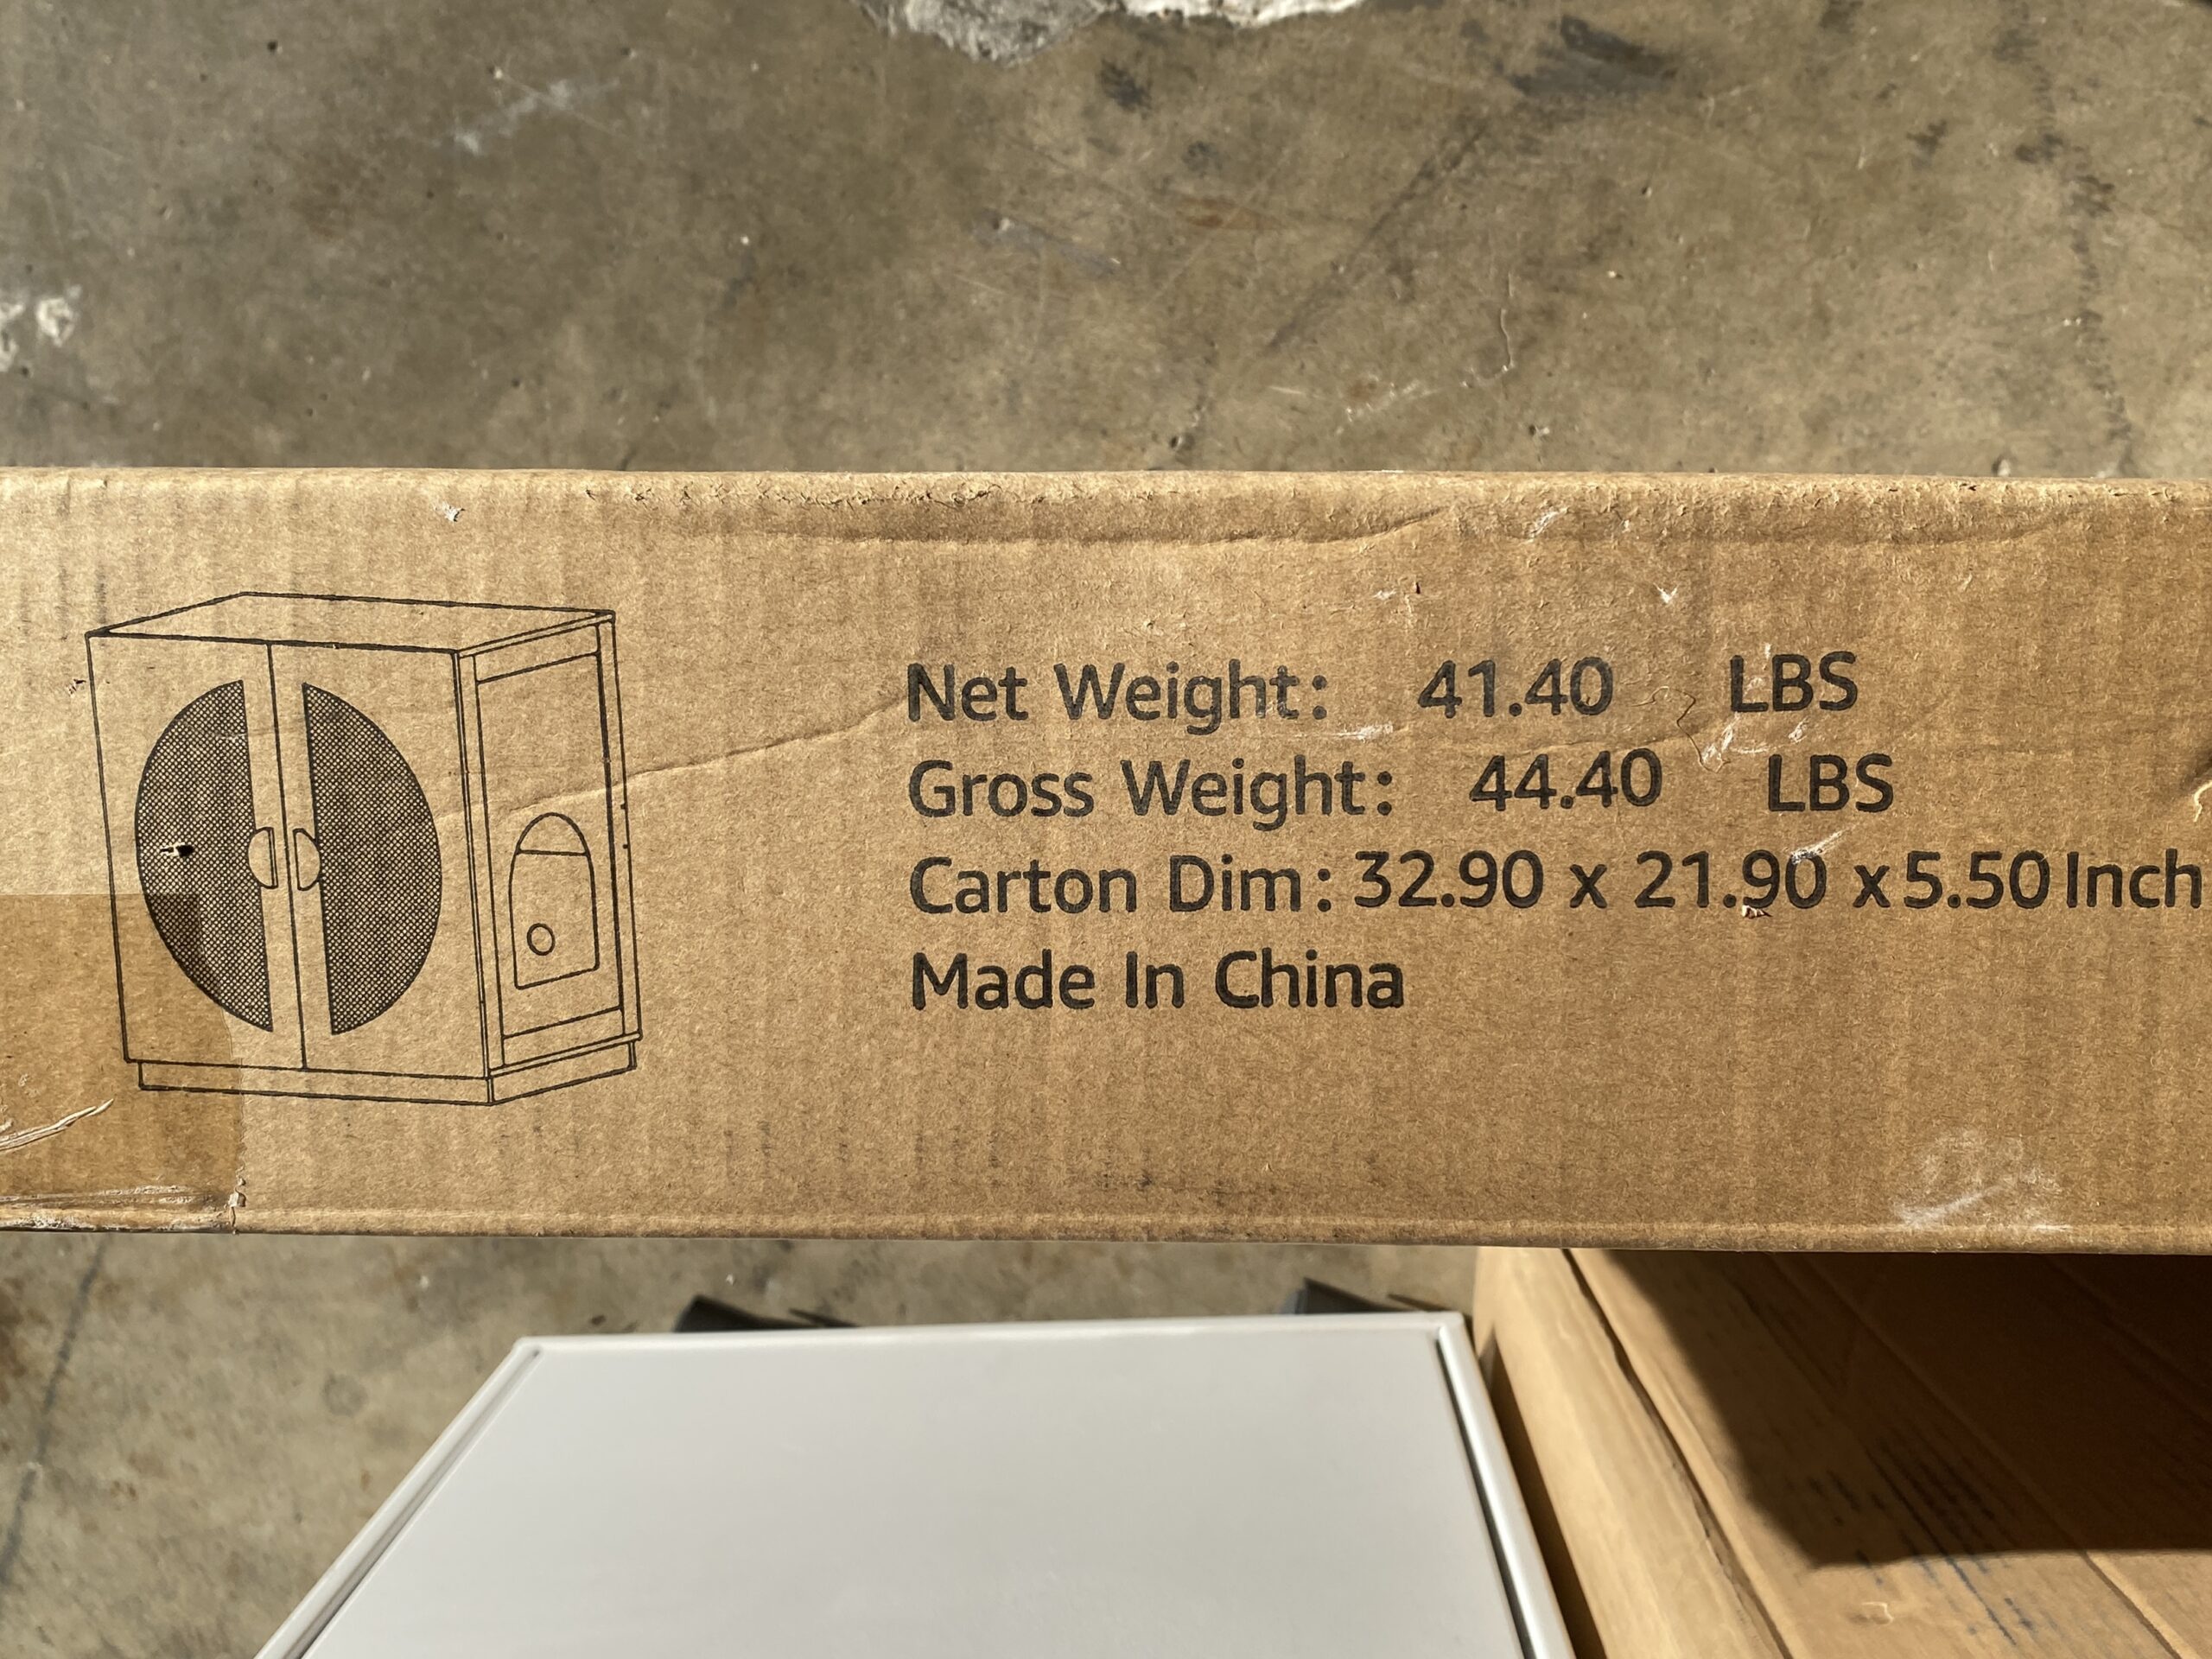 Net Weight: 41.40 LBS
Gross Weight: 44.40 LBS
Carton Dim: 32.90 x 21.90 x 5.50 Inch
Made In China